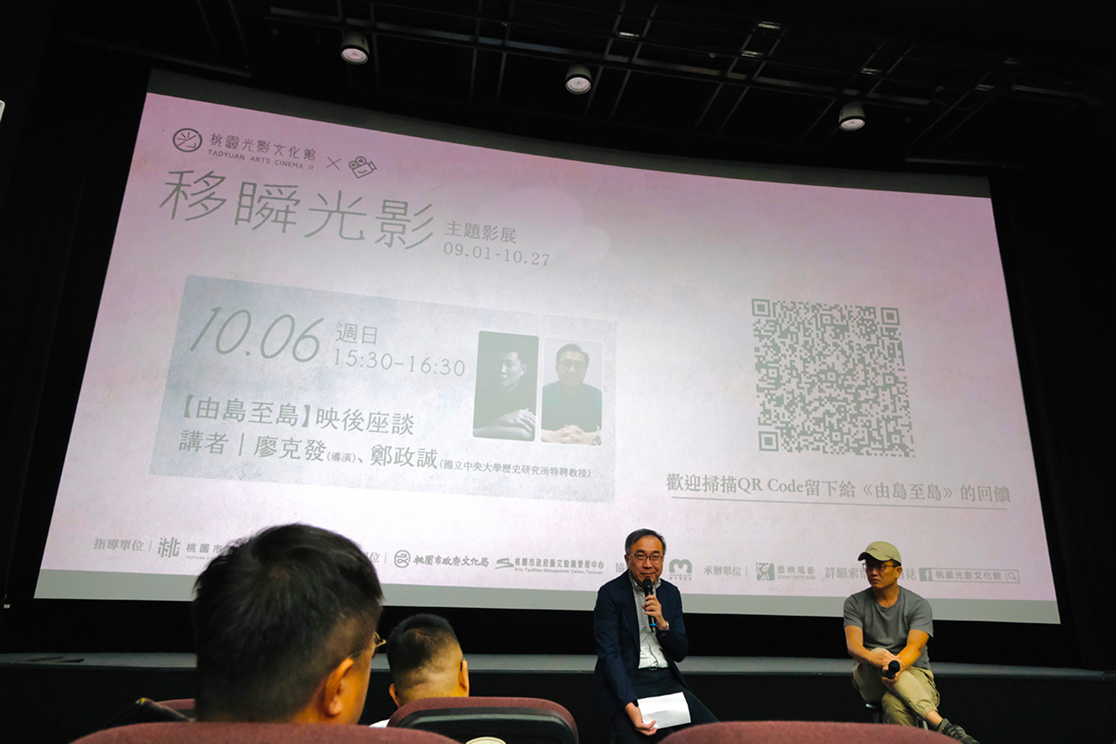 桃園光影文化館
TAOYUAN ARTS CINEMA II
移瞬光影
主題影展
09.01-10.27
10.06
週日
15:30-16:30
【由島至島】映後座談
講者｜廖克發(導演)、鄭政誠(國立中央大學歷史研究所特聘教授)
歡迎掃描QR Code留下給《由島至島》的回饋
指導單位｜桃園市
位｜桃園市政府文化局
承辦單位｜
見
桃園光影文化館